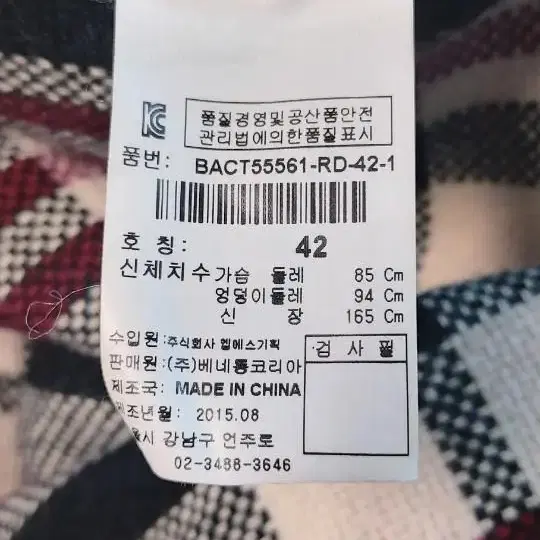 품질경영및공산품안전
관리법에의한품질표시
품번: BACT55561-RD-42-1
호 칭: 42
신체치수 가슴 둘레 85 Cm
엉덩이둘레 94 Cm
신 장 165 Cm
수입원: 주식회사 엘에스기획
판매원: (주)베네통코리아
검 사 필
제조국: MADE IN CHINA
제조년월: 2015.08
울시 강남구 언주로
02-3488-3646